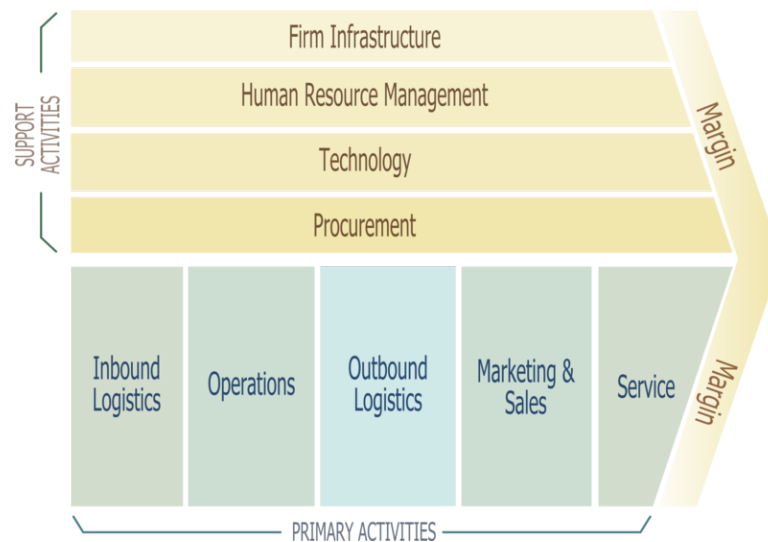 Firm Infrastructure
Human Resource Management
Technology
Procurement
SUPPORT
ACTIVITIES
Margin
Inbound
Logistics
Operations
Outbound
Logistics
Marketing &
Sales
Service
Margin
PRIMARY ACTIVITIES